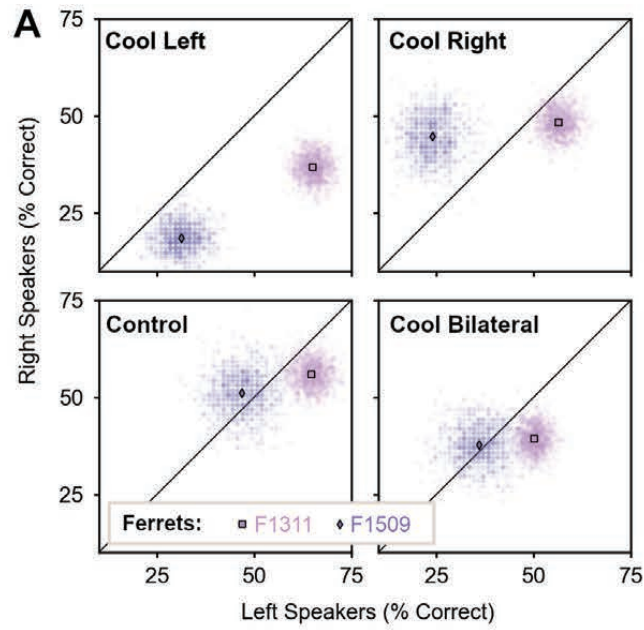 A
75
Cool Left
Cool Right
50
25
75
Control
Cool Bilateral
50
25
Ferrets: F1311 F1509
25 50 75 25 50 75
Right Speakers (% Correct)
Left Speakers (% Correct)